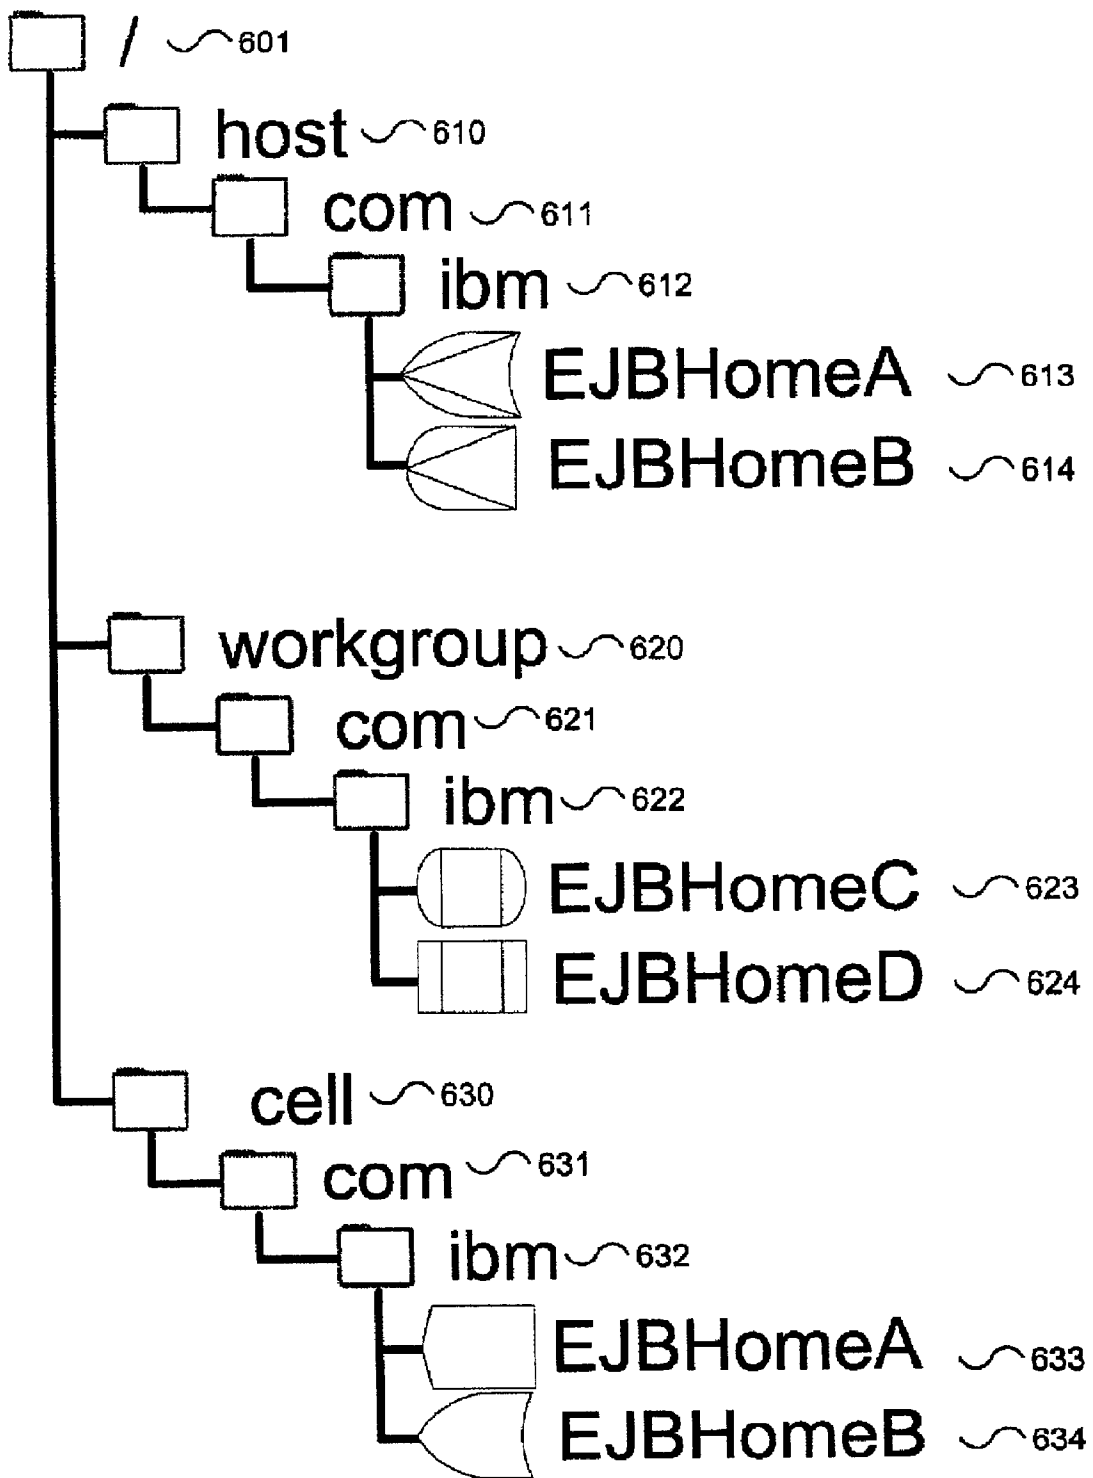 / 601
host 610
com 611
ibm 612
EJBHomeA 613
EJBHomeB 614
workgroup 620
com 621
ibm 622
EJBHomeC 623
EJBHomeD 624
cell 630
com 631
ibm 632
EJBHomeA 633
EJBHomeB 634